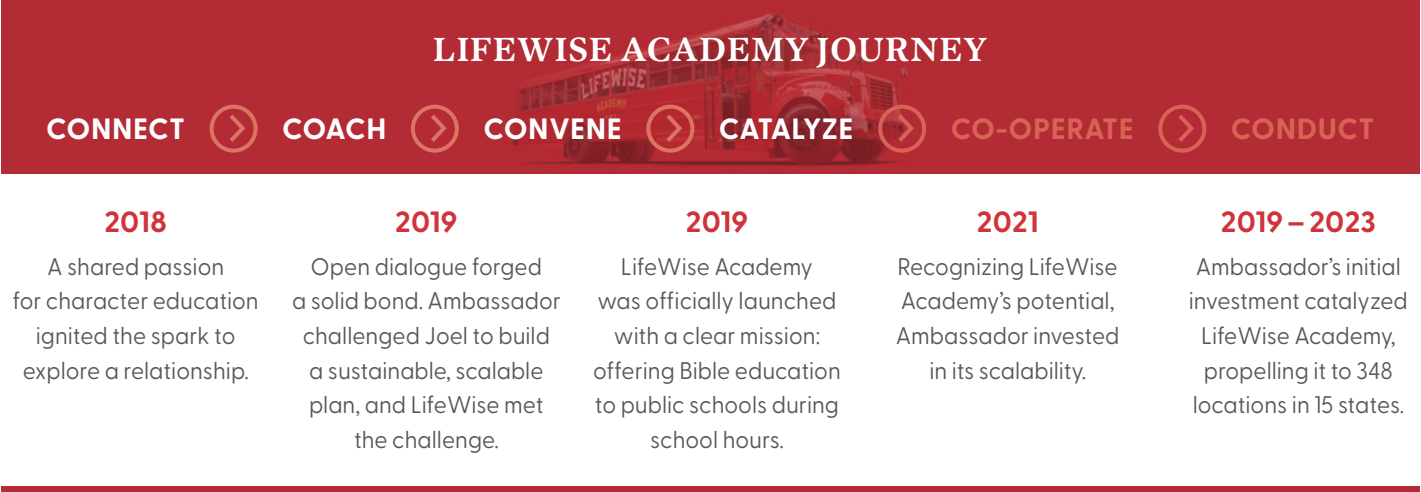 LIFEWISE ACADEMY JOURNEY
LIFEWISE
ACADEMY
CONNECT
COACH
CONVENE
CATALYZE
CO-OPERATE
CONDUCT
2018
A shared passion
for character education
ignited the spark to
explore a relationship.
2019
Open dialogue forged
a solid bond. Ambassador
challenged Joel to build
a sustainable, scalable
plan, and LifeWise met
the challenge.
2019
LifeWise Academy
was officially launched
with a clear mission:
offering Bible education
to public schools during
school hours.
2021
Recognizing LifeWise
Academy’s potential,
Ambassador invested
in its scalability.
2019 – 2023
Ambassador’s initial
investment catalyzed
LifeWise Academy,
propelling it to 348
locations in 15 states.